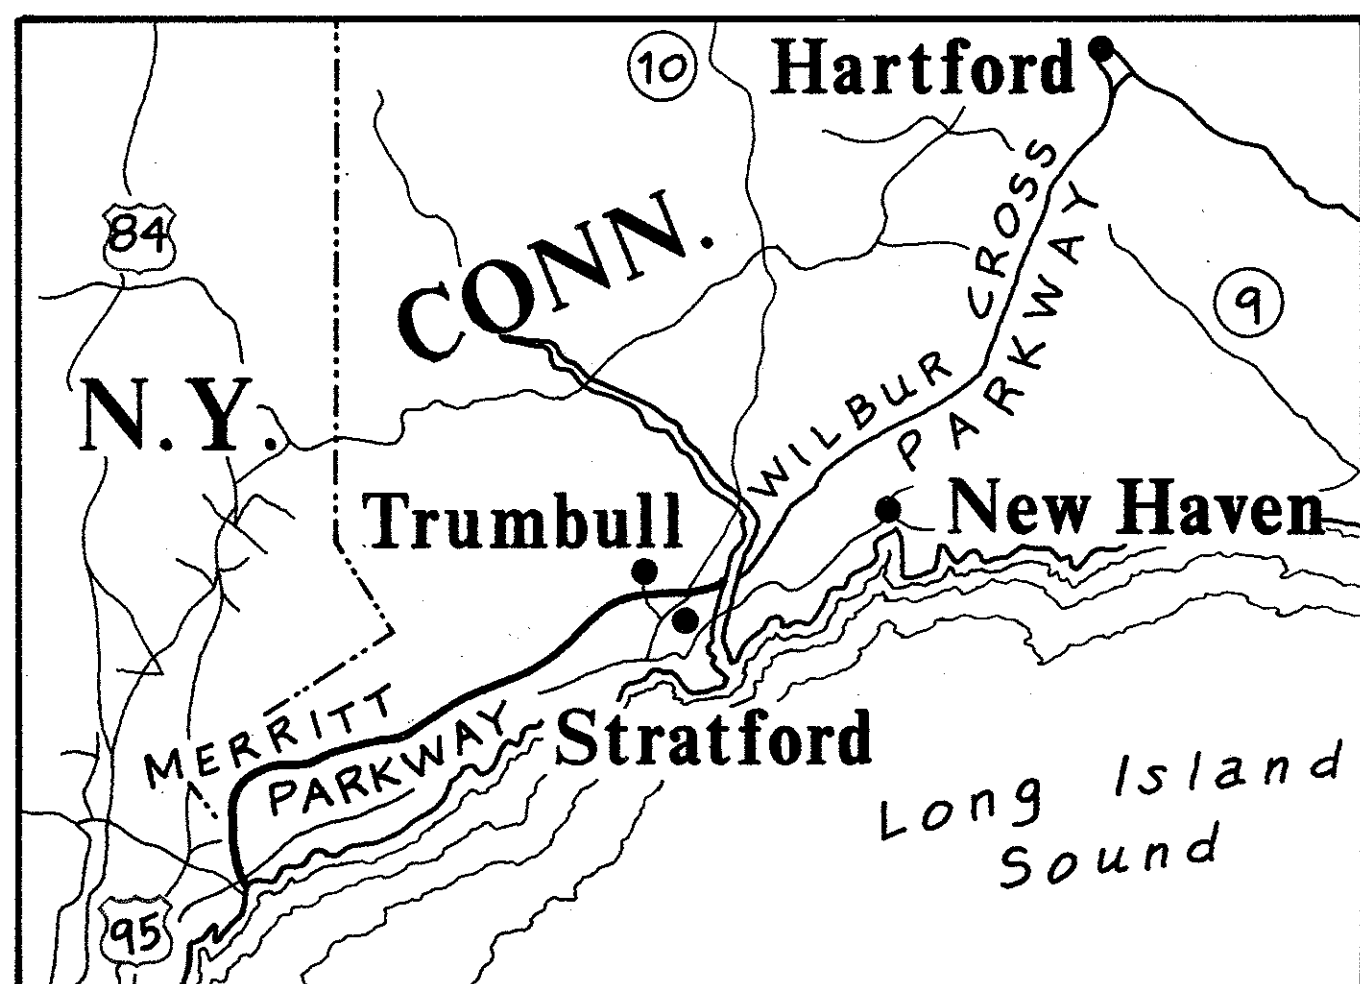 10
Hartford
84
CONN.
CROSS
9
N.Y.
WILBUR
PARKWAY
Trumbull
New Haven
MERRITT
PARKWAY
Stratford
Long Island
Sound
95